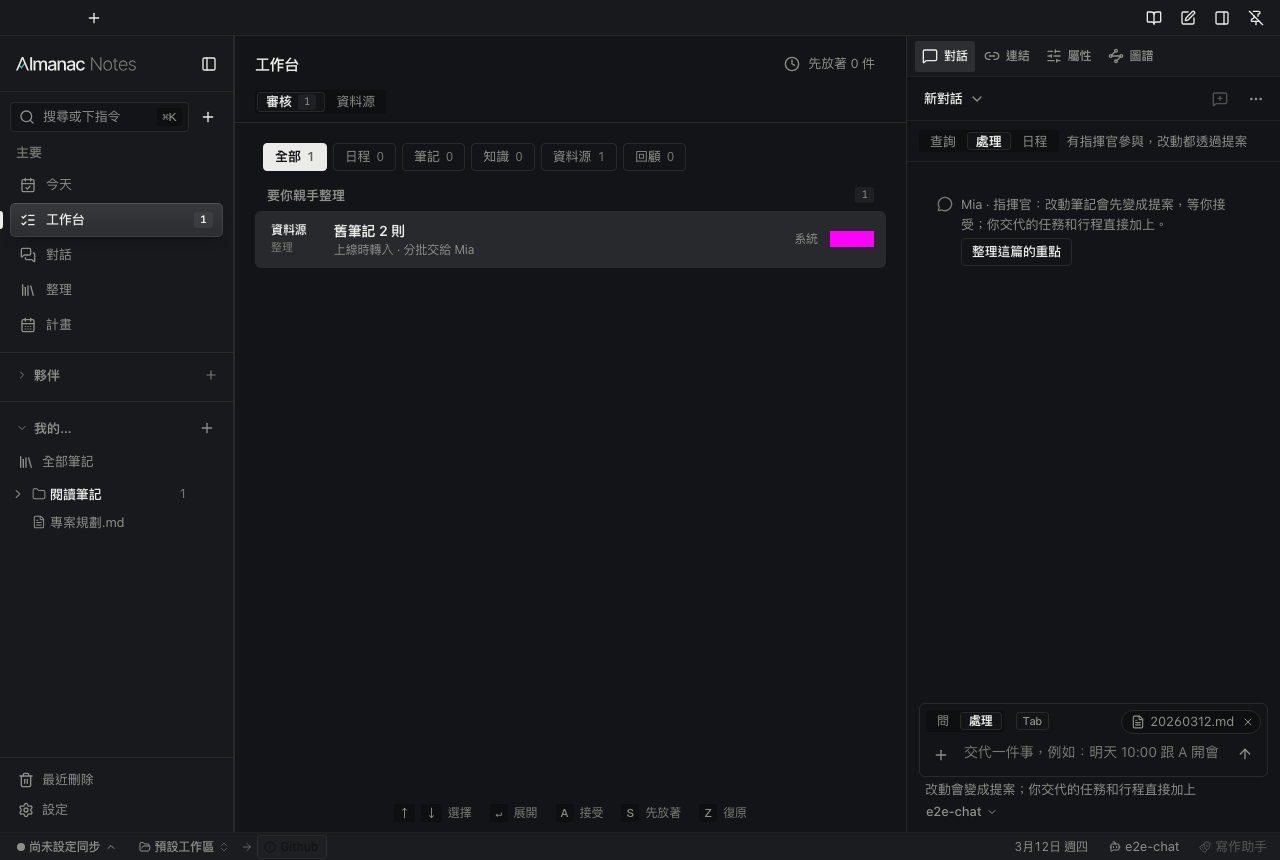 Almanac Notes
搜尋或下指令 ⌘K
主要
今天
工作台 1
對話
整理
計畫
夥伴
我的...
全部筆記
閱讀筆記 1
專案規劃.md
最近刪除
設定
工作台
先放著 0 件
審核 1 資料源
全部 1 日程 0 筆記 0 知識 0 資料源 1 回顧 0
要你親手整理 1
資料源 舊筆記 2 則
整理 上線時轉入 · 分批交給 Mia
系統
↑ ↓ 選擇 ↵ 展開 A 接受 S 先放著 Z 復原
對話 連結 屬性 圖譜
新對話
查詢 處理 日程 有指揮官參與，改動都透過提案
Mia · 指揮官：改動筆記會先變成提案，等你接
受；你交代的任務和行程直接加上。
整理這篇的重點
問 處理 Tab 20260312.md
交代一件事，例如：明天 10:00 跟 A 開會
改動會變成提案；你交代的任務和行程直接加上
e2e-chat
尚未設定同步 預設工作區 Github
3月12日 週四 e2e-chat 寫作助手